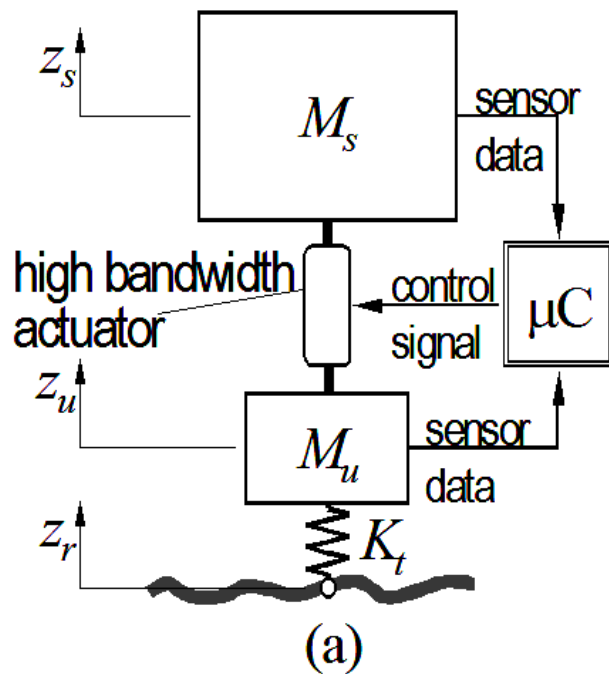 z_s
M_s
sensor
data
high bandwidth
actuator
control
signal
μC
z_u
M_u
sensor
data
z_r
K_t
(a)